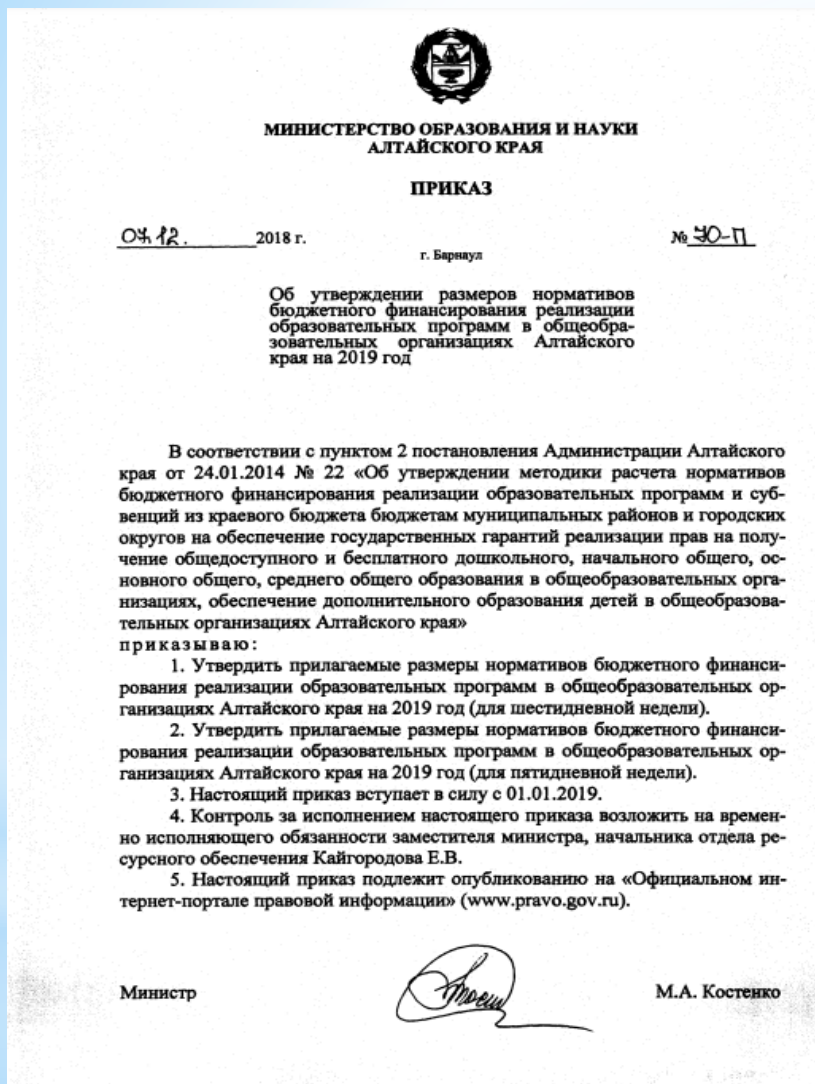 МИНИСТЕРСТВО ОБРАЗОВАНИЯ И НАУКИ
АЛТАЙСКОГО КРАЯ
ПРИКАЗ
07.12. 2018 г. № 70-П
г. Барнаул
Об утверждении размеров нормативов
бюджетного финансирования реализации
образовательных программ в общеобра-
зовательных организациях Алтайского
края на 2019 год
В соответствии с пунктом 2 постановления Администрации Алтайского
края от 24.01.2014 № 22 «Об утверждении методики расчета нормативов
бюджетного финансирования реализации образовательных программ и суб-
венций из краевого бюджета бюджетам муниципальных районов и городских
округов на обеспечение государственных гарантий реализации прав на полу-
чение общедоступного и бесплатного дошкольного, начального общего, ос-
новного общего, среднего общего образования в общеобразовательных орга-
низациях, обеспечение дополнительного образования детей в общеобразова-
тельных организациях Алтайского края»
приказываю:
1. Утвердить прилагаемые размеры нормативов бюджетного финанси-
рования реализации образовательных программ в общеобразовательных ор-
ганизациях Алтайского края на 2019 год (для шестидневной недели).
2. Утвердить прилагаемые размеры нормативов бюджетного финанси-
рования реализации образовательных программ в общеобразовательных ор-
ганизациях Алтайского края на 2019 год (для пятидневной недели).
3. Настоящий приказ вступает в силу с 01.01.2019.
4. Контроль за исполнением настоящего приказа возложить на времен-
но исполняющего обязанности заместителя министра, начальника отдела ре-
сурсного обеспечения Кайгородова Е.В.
5. Настоящий приказ подлежит опубликованию на «Официальном ин-
тернет-портале правовой информации» (www.pravo.gov.ru).
Министр М.А. Костенко